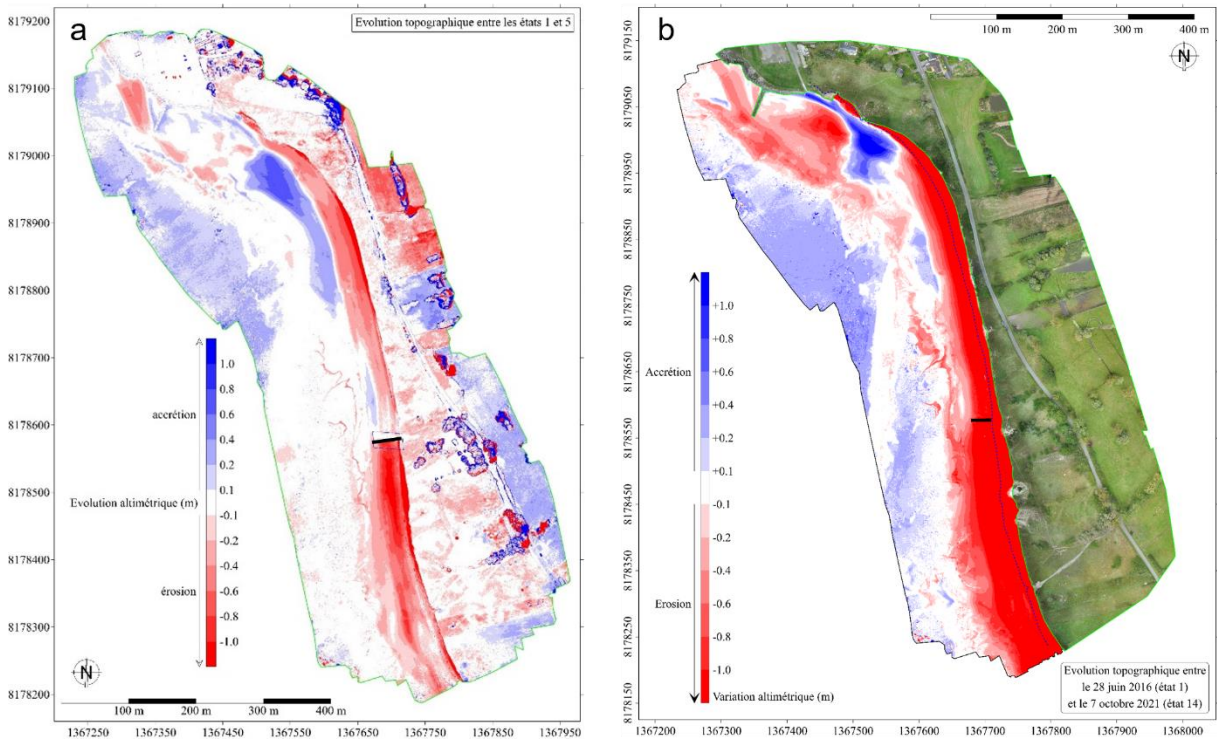 a
Evolution topographique entre les états 1 et 5
8179200
8179100
8179000
8178900
8178800
8178700
8178600
8178500
8178400
8178300
8178200
accrétion
Evolution altimétrique (m)
érosion
1.0
0.8
0.6
0.4
0.2
0.1
-0.1
-0.2
-0.4
-0.6
-0.8
-1.0
N
100 m 200 m 300 m 400 m
1367250 1367350 1367450 1367550 1367650 1367750 1367850 1367950
b
100 m 200 m 300 m 400 m
N
8179150
8179050
8178950
8178850
8178750
8178650
8178550
8178450
8178350
8178250
8178150
Accrétion
Erosion
+1.0
+0.8
+0.6
+0.4
+0.2
+0.1
-0.1
-0.2
-0.4
-0.6
-0.8
-1.0
Variation altimétrique (m)
Evolution topographique entre
le 28 juin 2016 (état 1)
et le 7 octobre 2021 (état 14)
1367200 1367300 1367400 1367500 1367600 1367700 1367800 1367900 1368000